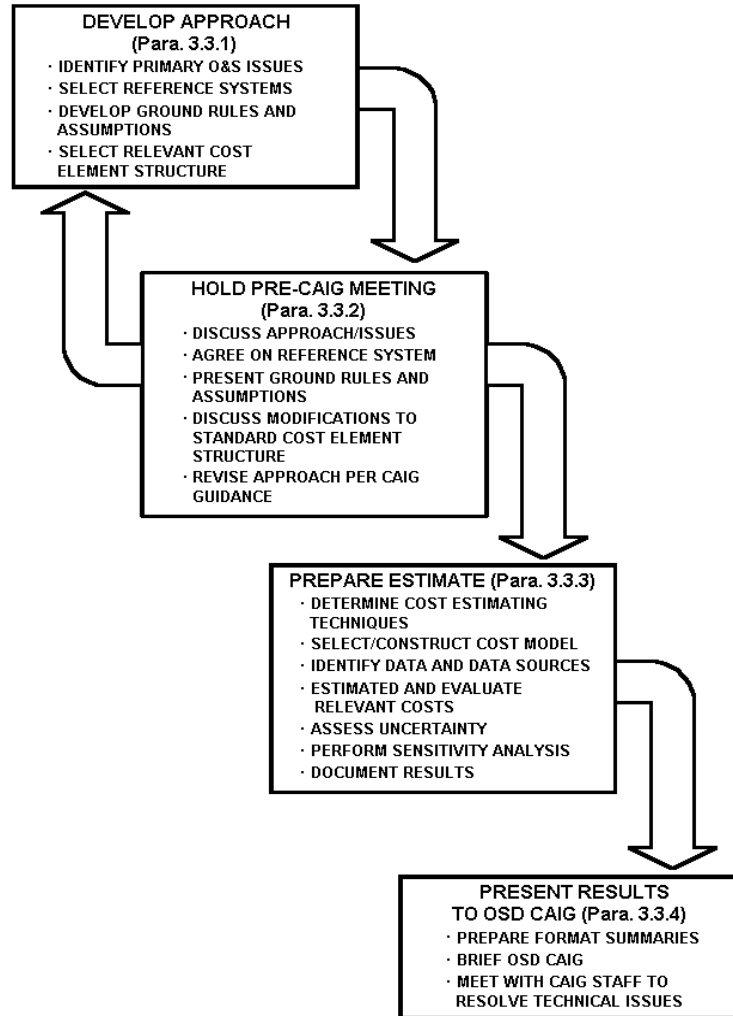 DEVELOP APPROACH
(Para. 3.3.1)
· IDENTIFY PRIMARY O&S ISSUES
· SELECT REFERENCE SYSTEMS
· DEVELOP GROUND RULES AND
ASSUMPTIONS
· SELECT RELEVANT COST
ELEMENT STRUCTURE
HOLD PRE-CAIG MEETING
(Para. 3.3.2)
· DISCUSS APPROACH/ISSUES
· AGREE ON REFERENCE SYSTEM
· PRESENT GROUND RULES AND
ASSUMPTIONS
· DISCUSS MODIFICATIONS TO
STANDARD COST ELEMENT
STRUCTURE
· REVISE APPROACH PER CAIG
GUIDANCE
PREPARE ESTIMATE (Para. 3.3.3)
· DETERMINE COST ESTIMATING
TECHNIQUES
· SELECT/CONSTRUCT COST MODEL
· IDENTIFY DATA AND DATA SOURCES
· ESTIMATED AND EVALUATE
RELEVANT COSTS
· ASSESS UNCERTAINTY
· PERFORM SENSITIVITY ANALYSIS
· DOCUMENT RESULTS
PRESENT RESULTS
TO OSD CAIG (Para. 3.3.4)
· PREPARE FORMAT SUMMARIES
· BRIEF OSD CAIG
· MEET WITH CAIG STAFF TO
RESOLVE TECHNICAL ISSUES